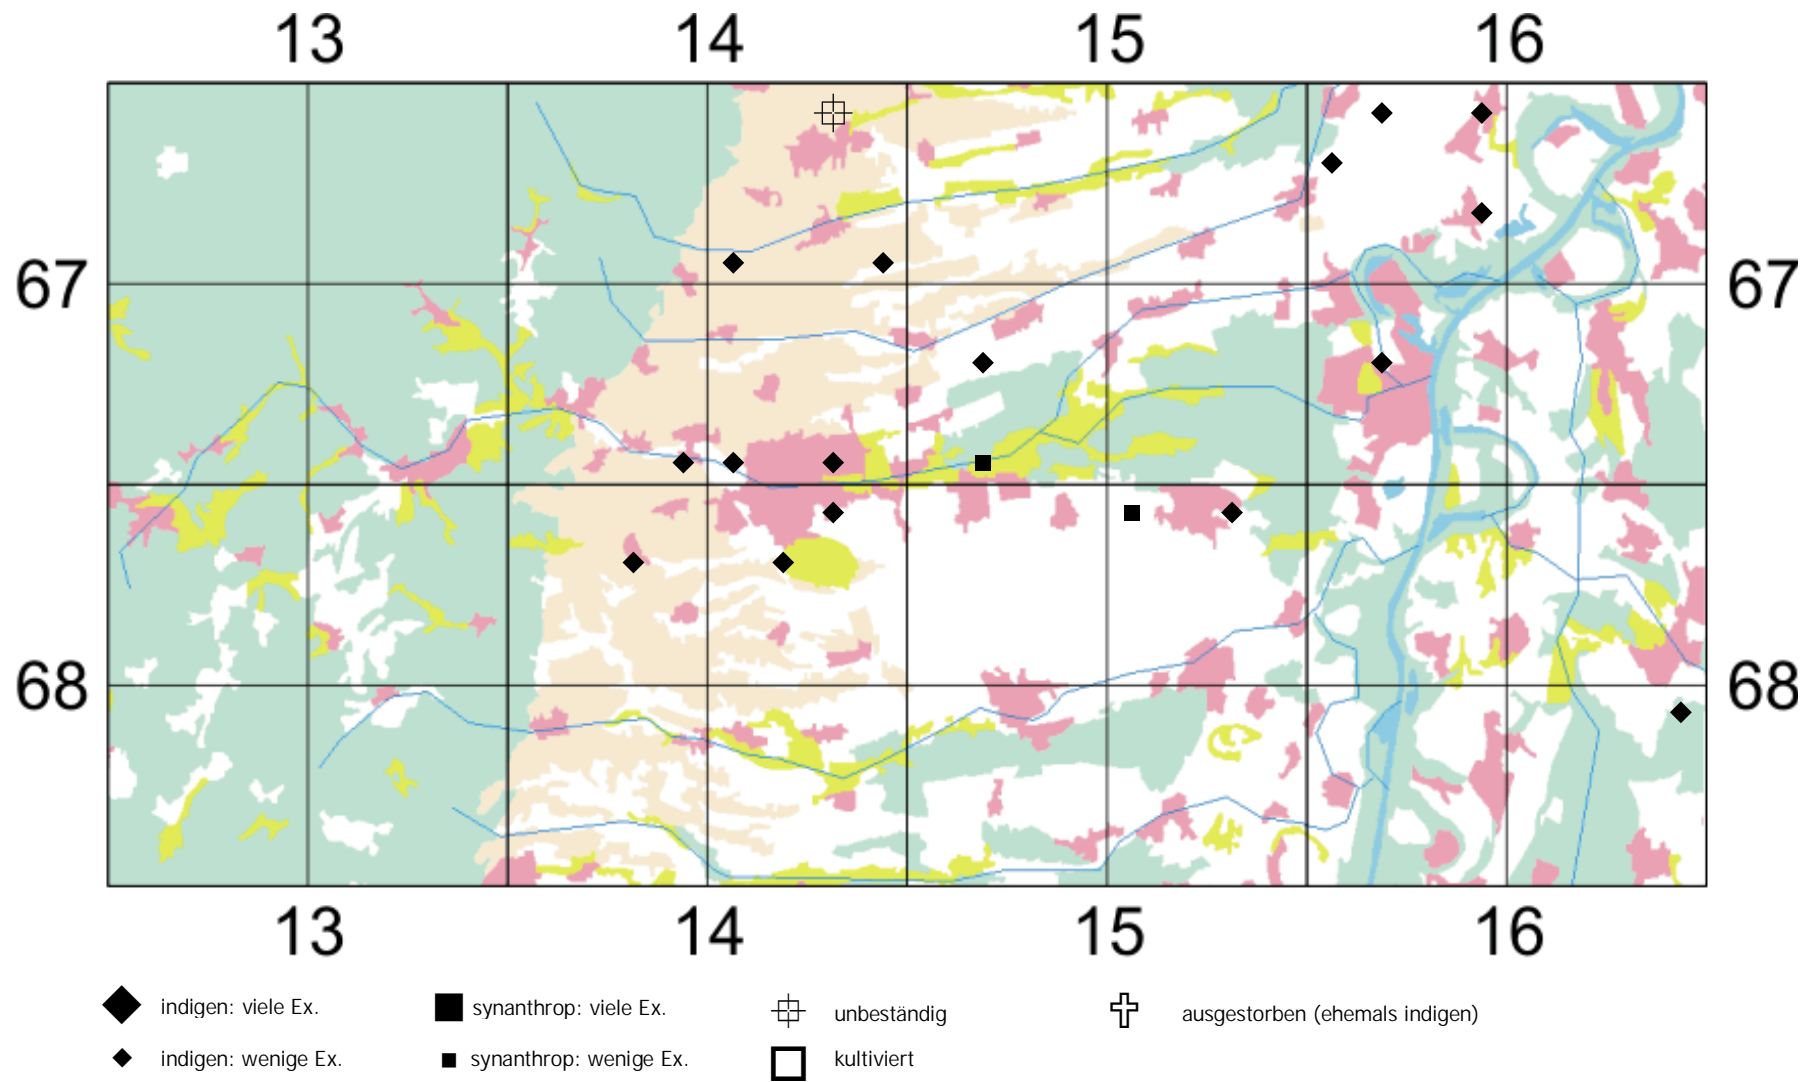 13 14 15 16
67 67
68 68
13 14 15 16
indigen: viele Ex. synanthrop: viele Ex. unbeständig ausgestorben (ehemals indigen)
indigen: wenige Ex. synanthrop: wenige Ex. kultiviert